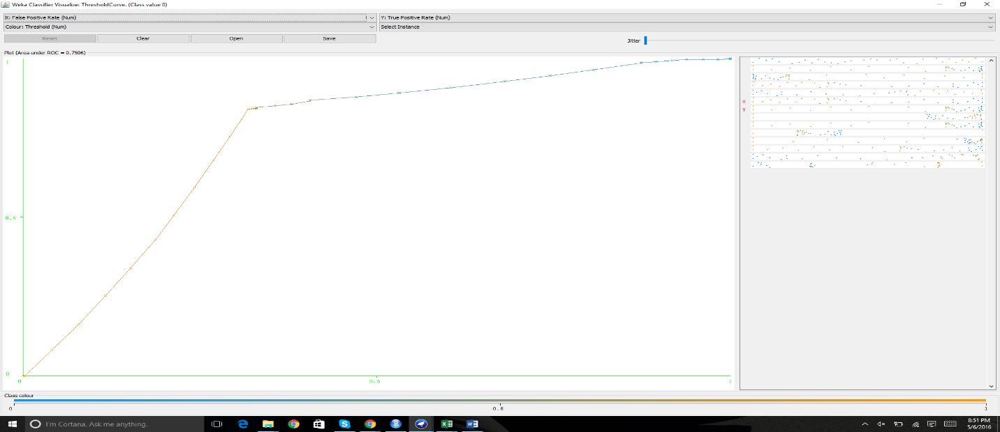 Weka Classifier Visualize: ThresholdCurve. (Class value 0)
X: False Positive Rate (Num)
Y: True Positive Rate (Num)
Colour: Threshold (Num)
Select Instance
Reset
Clear
Open
Save
Jitter
Plot (Area under ROC = 0.7506)
1
X
Y
0.5
0
0
0.5
1
Class colour
0
0.5
1
I'm Cortana. Ask me anything.
8:51 PM
5/6/2016